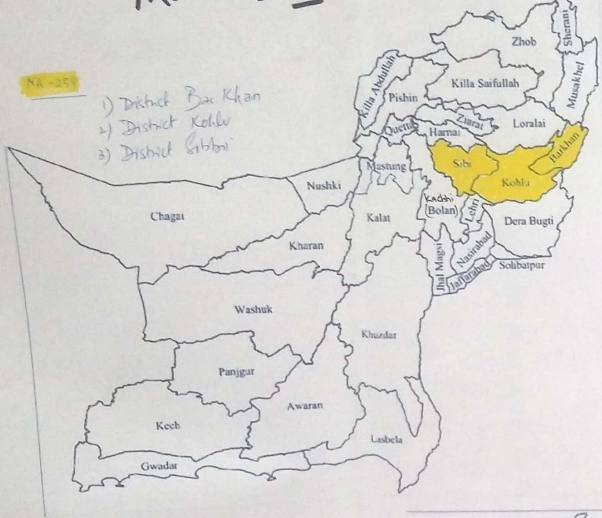 NA-259
1) District Bar Khan
2) District Kohlu
3) District Sibbi
Zhob
Sherani
Killa Abdullah
Killa Saifullah
Musakhel
Pishin
Ziarat
Loralai
Quetta
Harnai
Barkhan
Mastung
Sibi
Kohlu
Nushki
Kachhi
(Bolan)
Lehri
Chagai
Kalat
Dera Bugti
Kharan
Nasirabad
Jhal Magsi
Jaffarabad
Sohbatpur
Washuk
Khuzdar
Panjgur
Awaran
Kech
Lasbela
Gwadar